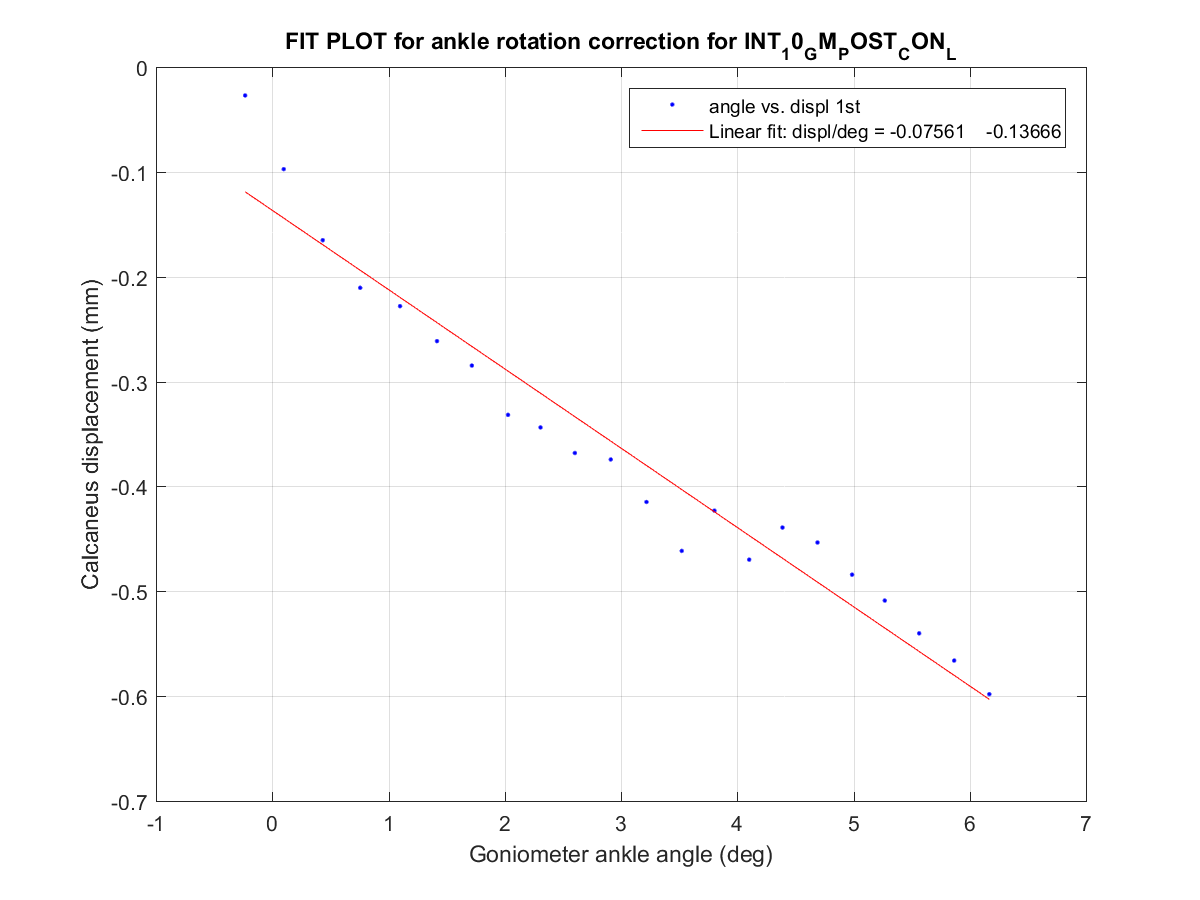 FIT PLOT for ankle rotation correction for INT₁0_GM_POST_CON_L
0
-0.1
-0.2
-0.3
-0.4
-0.5
-0.6
-0.7
angle vs. displ 1st
Linear fit: displ/deg = -0.07561 -0.13666
Calcaneus displacement (mm)
-1 0 1 2 3 4 5 6 7
Goniometer ankle angle (deg)